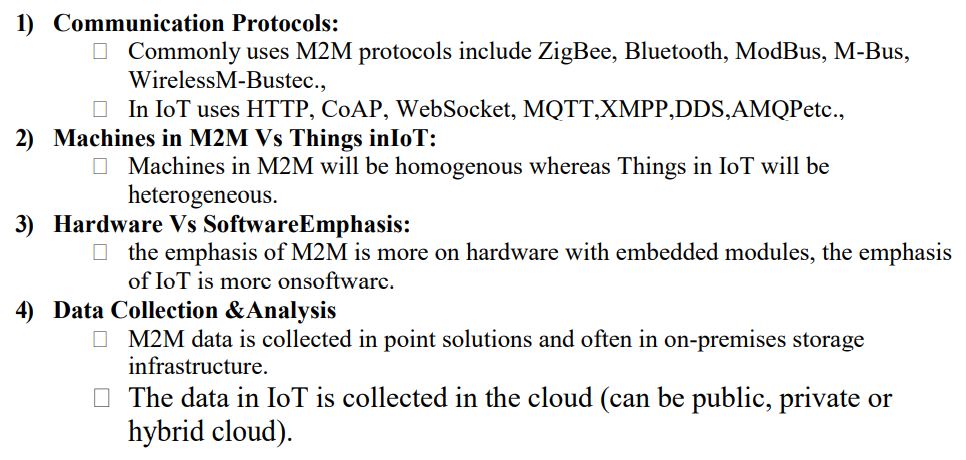 1) Communication Protocols:
□ Commonly uses M2M protocols include ZigBee, Bluetooth, ModBus, M-Bus,
WirelessM-Bustec.,
□ In IoT uses HTTP, CoAP, WebSocket, MQTT,XMPP,DDS,AMQPetc.,
2) Machines in M2M Vs Things inIoT:
□ Machines in M2M will be homogenous whereas Things in IoT will be
heterogeneous.
3) Hardware Vs SoftwareEmphasis:
□ the emphasis of M2M is more on hardware with embedded modules, the emphasis
of IoT is more onsoftware.
4) Data Collection &Analysis
□ M2M data is collected in point solutions and often in on-premises storage
infrastructure.
□ The data in IoT is collected in the cloud (can be public, private or
hybrid cloud).